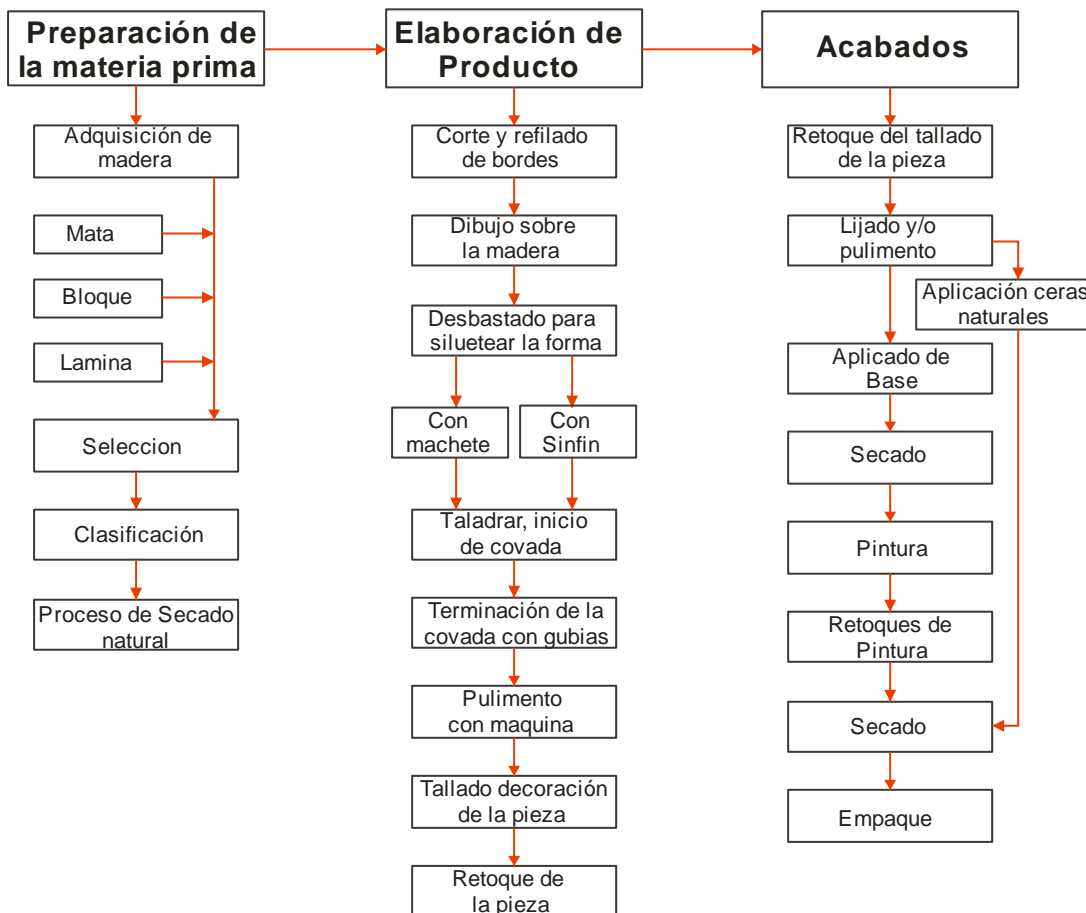 Preparación de
la materia prima
Adquisición de
madera
Mata
Bloque
Lamina
Seleccion
Clasificación
Proceso de Secado
natural
Elaboración de
Producto
Corte y refilado
de bordes
Dibujo sobre
la madera
Desbastado para
siluetear la forma
Con
machete
Con
Sinfin
Taladrar, inicio
de covada
Terminación de la
covada con gubias
Pulimento
con maquina
Tallado decoración
de la pieza
Retoque de
la pieza
Acabados
Retoque del tallado
de la pieza
Lijado y/o
pulimento
Aplicación ceras
naturales
Aplicado de
Base
Secado
Pintura
Retoques de
Pintura
Secado
Empaque